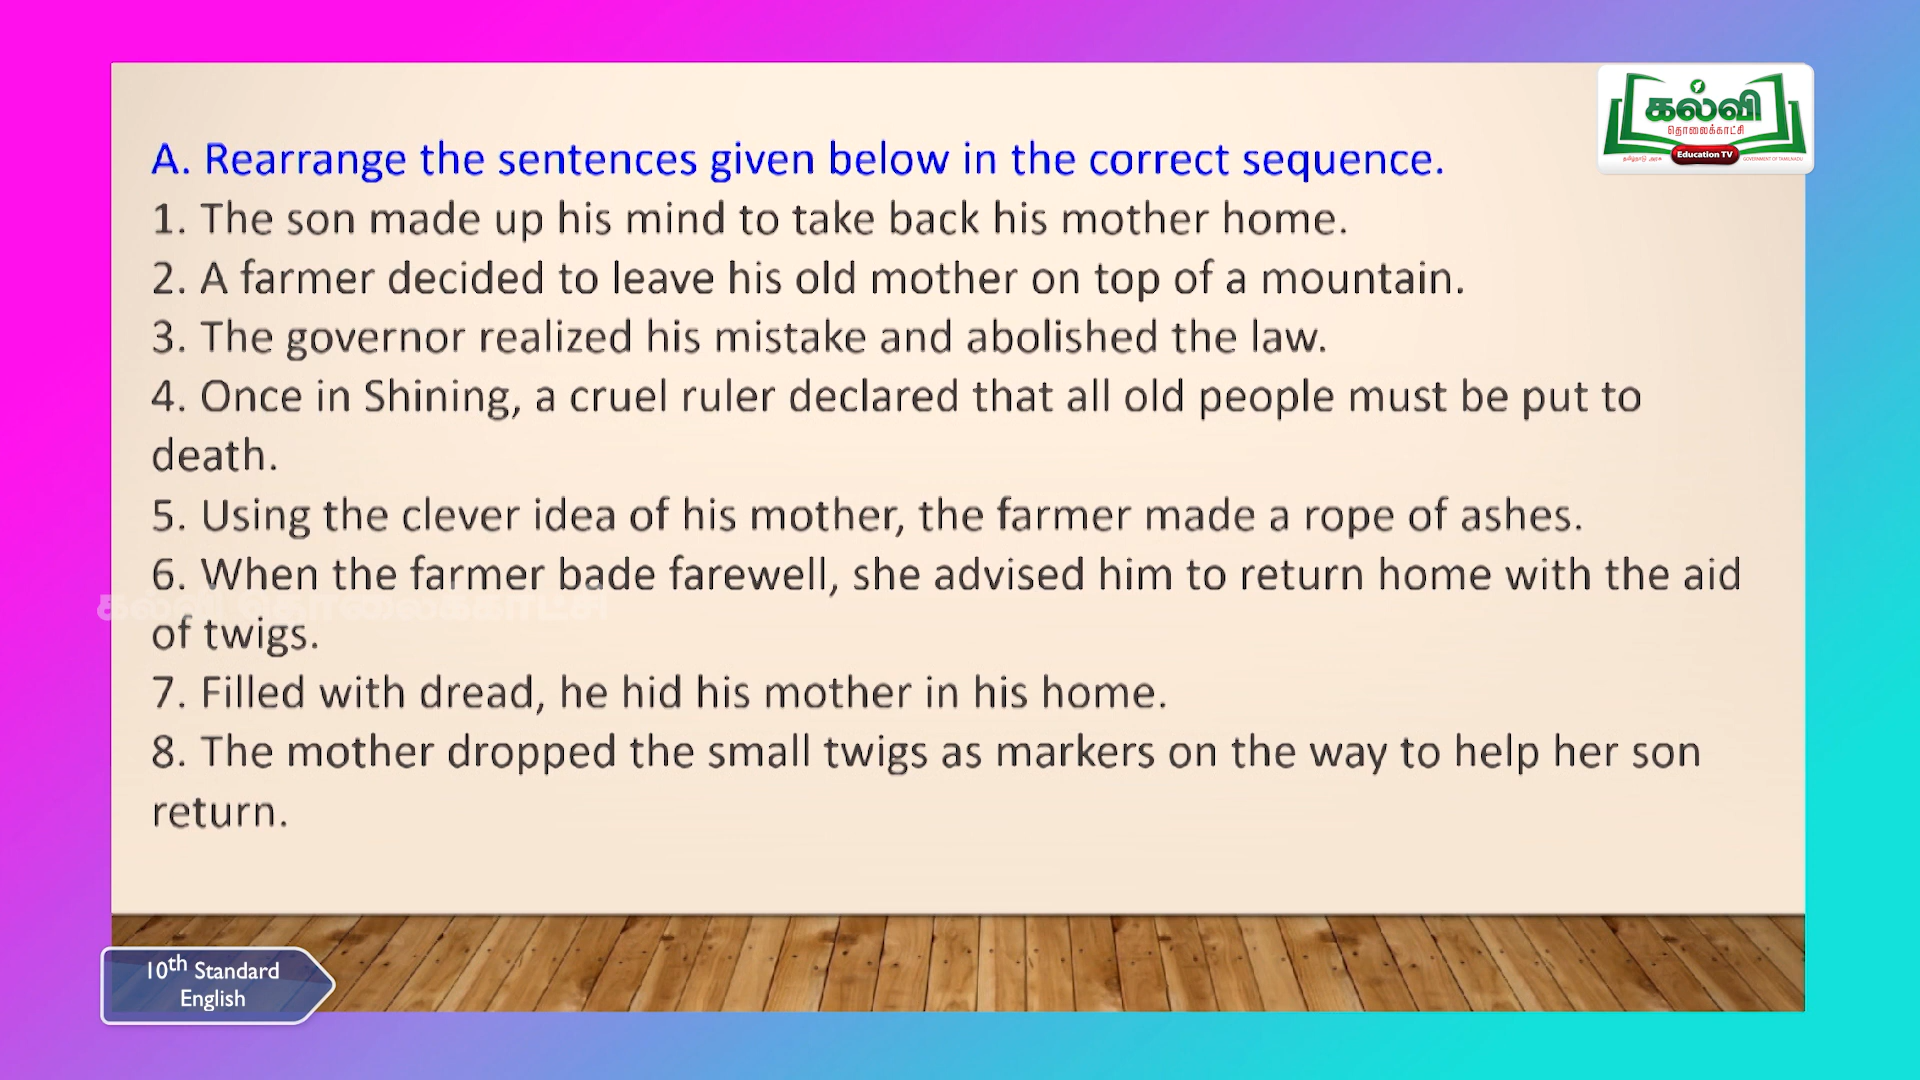 கல்வி
தொலைக்காட்சி
தமிழ்நாடு அரசு
Education TV
GOVERNMENT OF TAMILNADU
A. Rearrange the sentences given below in the correct sequence.
1. The son made up his mind to take back his mother home.
2. A farmer decided to leave his old mother on top of a mountain.
3. The governor realized his mistake and abolished the law.
4. Once in Shining, a cruel ruler declared that all old people must be put to
death.
5. Using the clever idea of his mother, the farmer made a rope of ashes.
6. When the farmer bade farewell, she advised him to return home with the aid
கல்வி தொலைக்காட்சி
of twigs.
7. Filled with dread, he hid his mother in his home.
8. The mother dropped the small twigs as markers on the way to help her son
return.
10th Standard
English